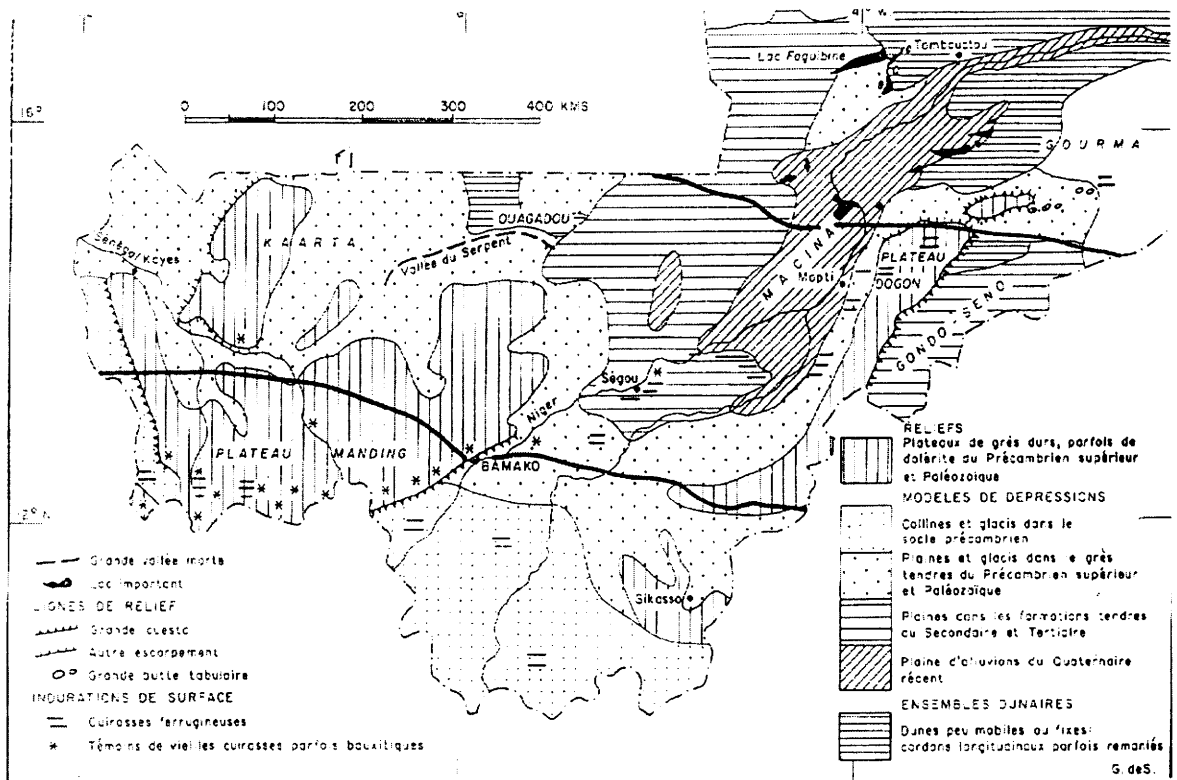 4° W
Lac Faguibine
Tombouctou
16°
0 100 200 300 400 KMS
GOURMA
OUAGADOU
KAARTA
Vallée du Serpent
Sénégal
Kayes
MACINA
PLATEAU
DOGON
Mopti
GONDO-SENO
Ségou
Niger
PLATEAU MANDING
BAMAKO
Sikasso
2° N
Grande vallée morte
Lac important
LIGNES DE RELIEF
Grande cuesta
Autre escarpement
Grande butte tabulaire
INDURATIONS DE SURFACE
Cuirasses ferrugineuses
Témoins de vieilles cuirasses parfois bauxitiques
RELIEFS
Plateaux de grès durs, parfois de
dolérite du Précambrien supérieur
et Paléozoïque
MODELES DE DEPRESSIONS
Collines et glacis dans le
socle précambrien
Plaines et glacis dans e grès
tendres du Précambrien supérieur
et Paléozoïque
Plaines dans les formations tendres
du Secondaire et Tertiaire
Plaine d'alluvions du Quaternaire
récent
ENSEMBLES DUNAIRES
Dunes peu mobiles ou fixes:
cordons longitudinaux parfois remaniés
G. de S.